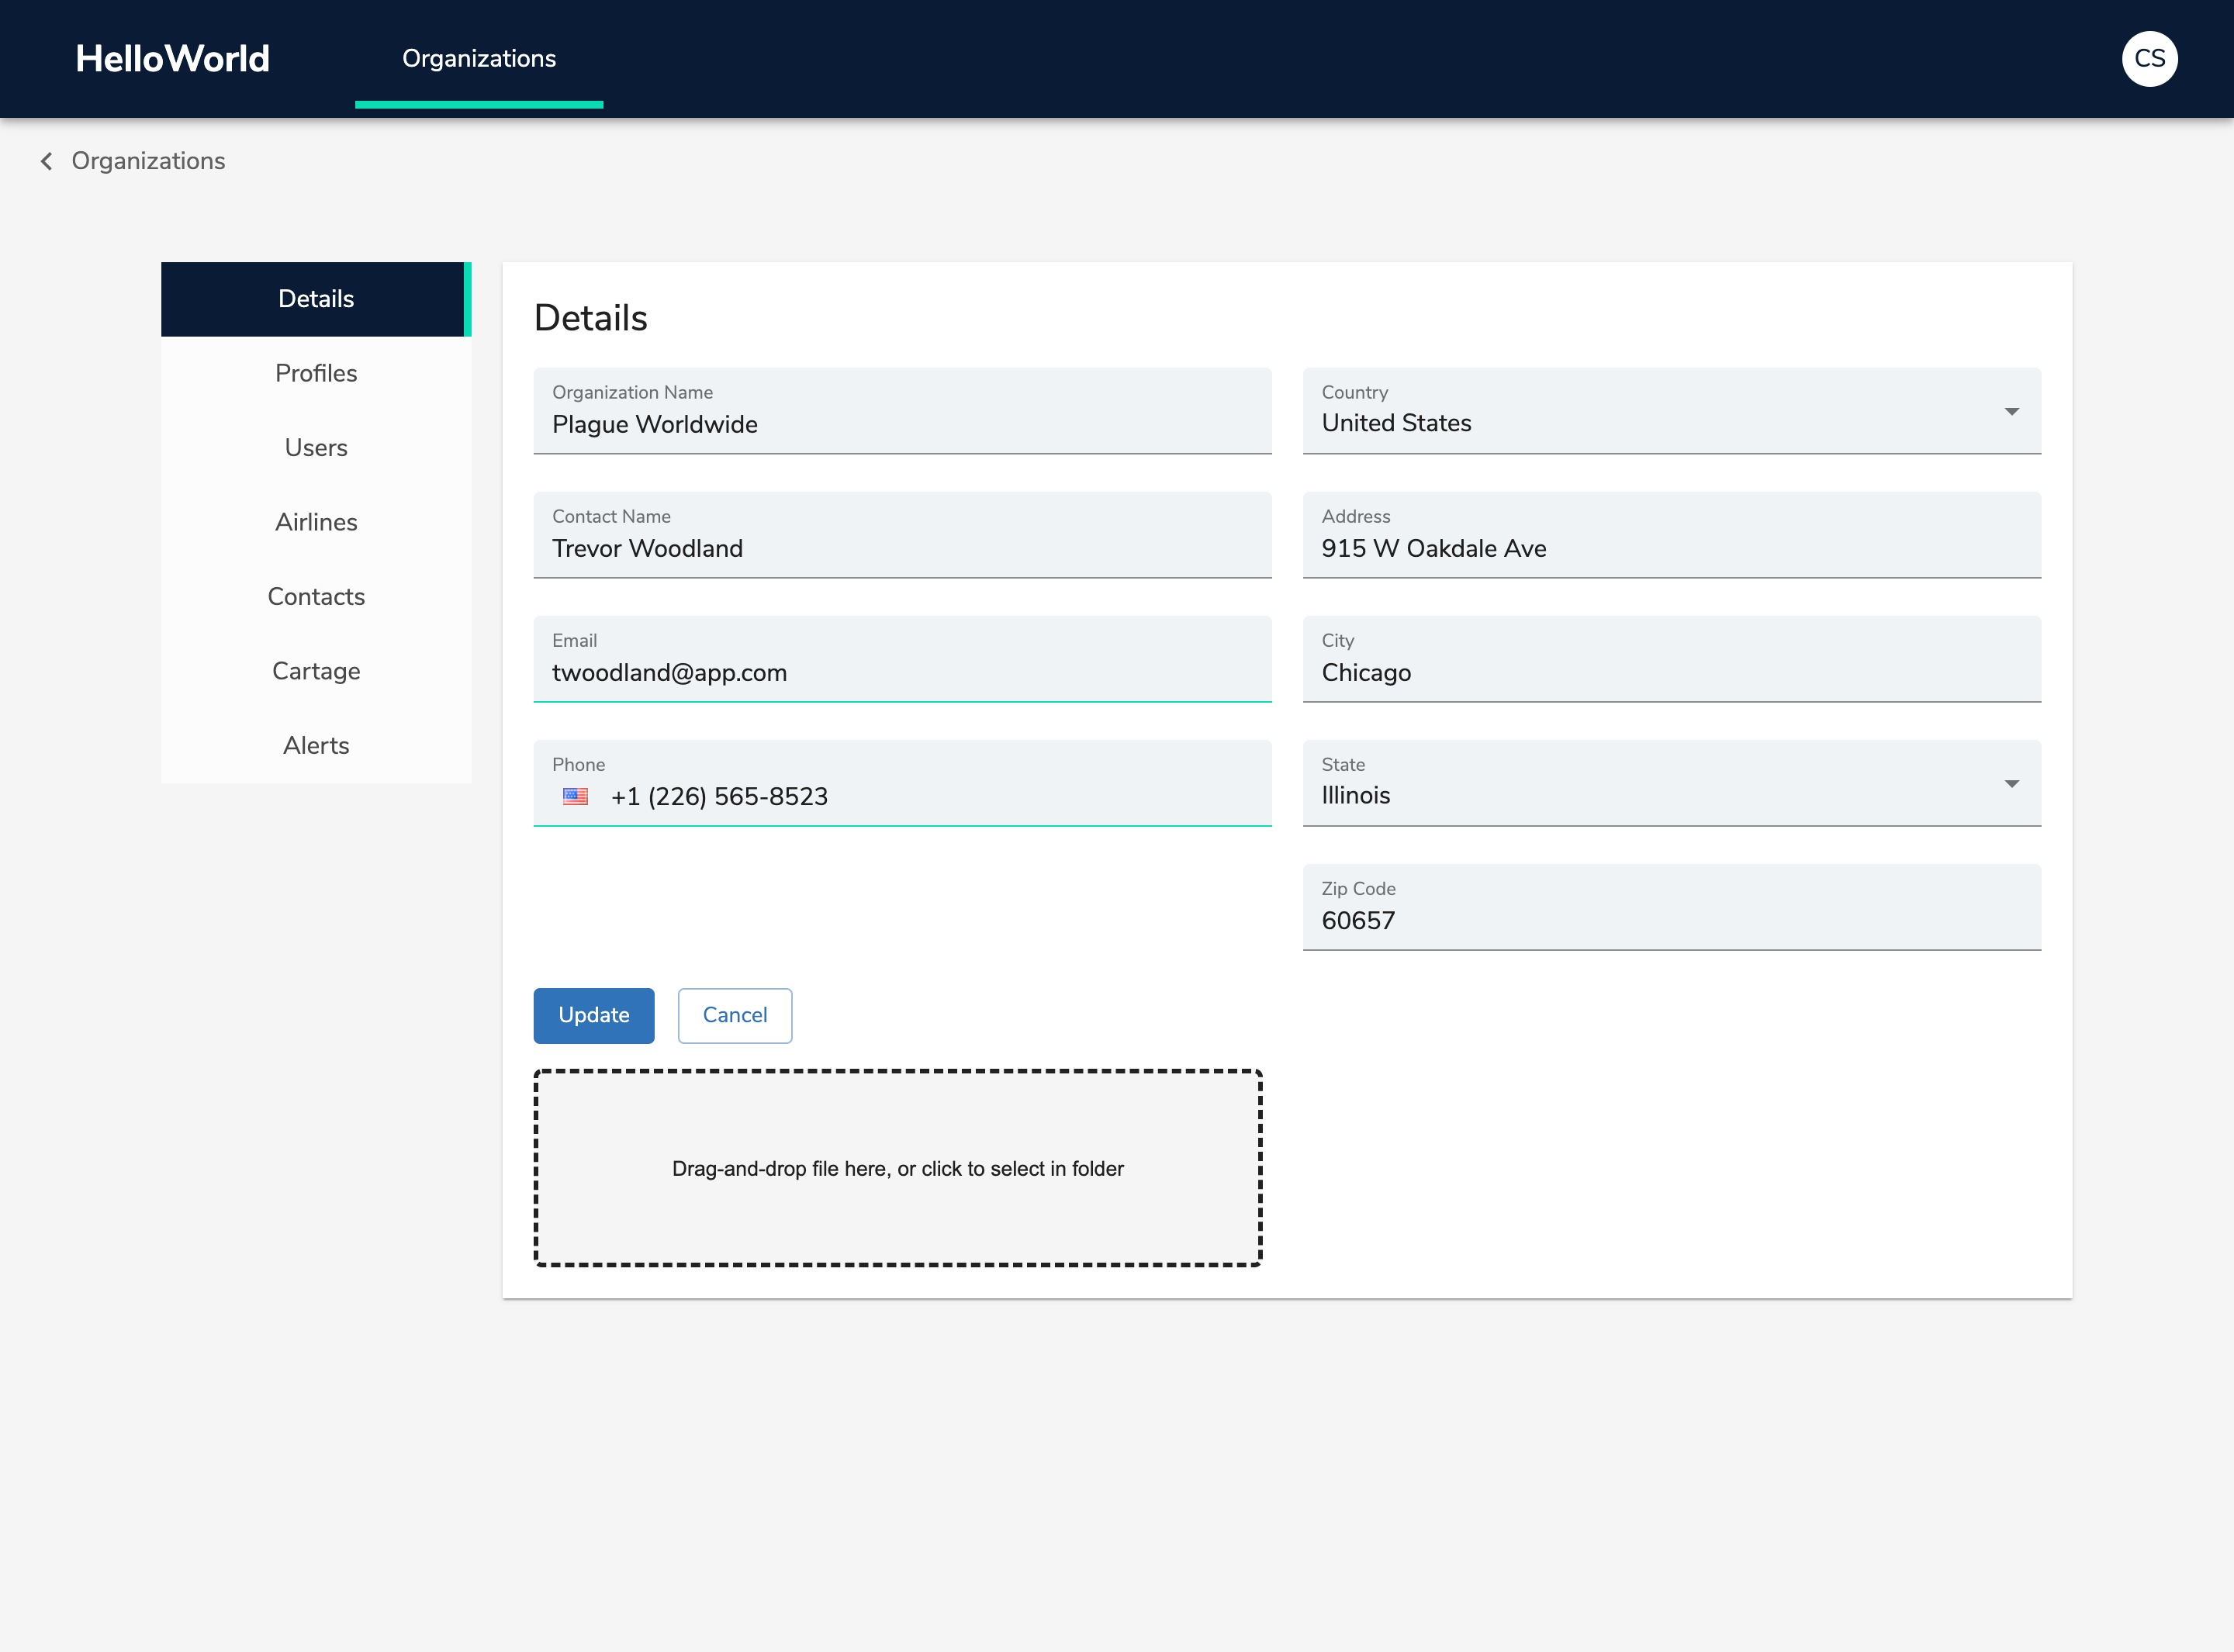 HelloWorld
Organizations
CS
Organizations
Details
Profiles
Users
Airlines
Contacts
Cartage
Alerts
Details
Organization Name
Plague Worldwide
Country
United States
Contact Name
Trevor Woodland
Address
915 W Oakdale Ave
Email
twoodland@app.com
City
Chicago
Phone
+1 (226) 565-8523
State
Illinois
Zip Code
60657
Update
Cancel
Drag-and-drop file here, or click to select in folder